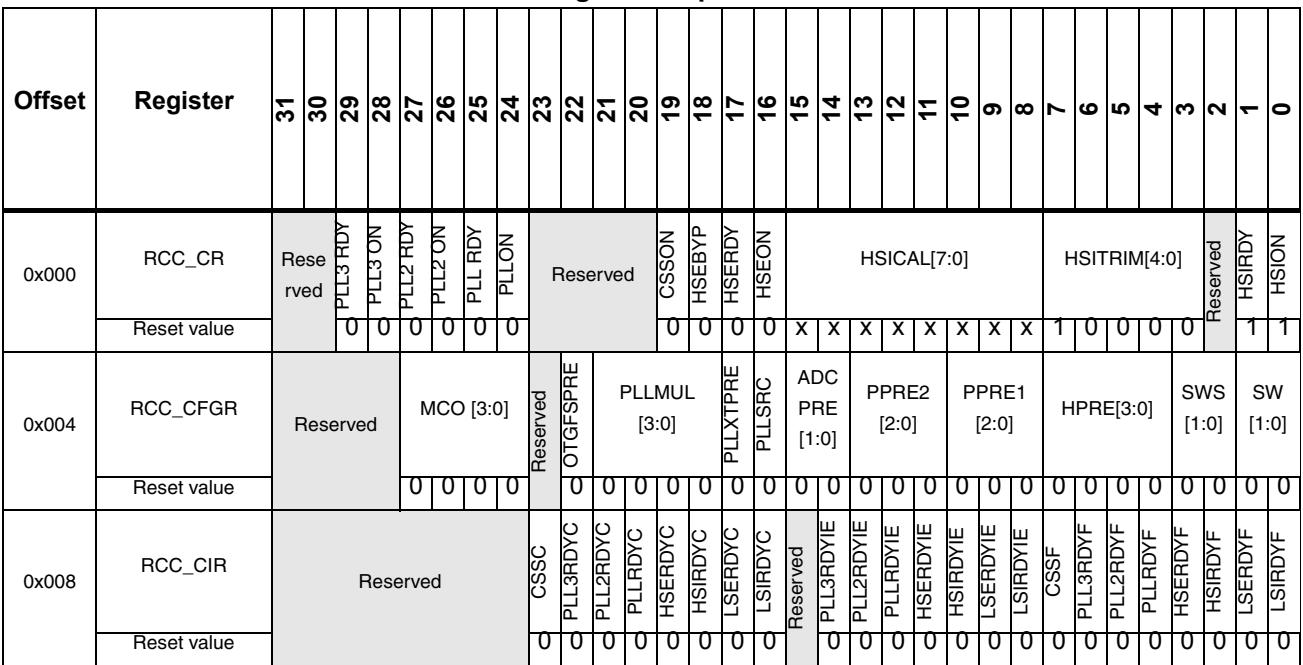 Offset Register 31 30 29 28 27 26 25 24 23 22 21 20 19 18 17 16 15 14 13 12 11 10 9 8 7 6 5 4 3 2 1 0
0x000 RCC_CR Rese rved PLL3 RDY PLL3 ON PLL2 RDY PLL2 ON PLL RDY PLLON Reserved CSSON HSEBYP HSERDY HSEON HSICAL[7:0] HSITRIM[4:0] Reserved HSIRDY HSION
Reset value 0 0 0 0 0 0 0 0 0 0 x x x x x x x x 1 0 0 0 0 1 1
0x004 RCC_CFGR Reserved MCO [3:0] Reserved OTGFSPRE PLLMUL [3:0] PLLXTPRE PLLSRC ADC PRE [1:0] PPRE2 [2:0] PPRE1 [2:0] HPRE[3:0] SWS [1:0] SW [1:0]
Reset value 0 0 0 0 0 0 0 0 0 0 0 0 0 0 0 0 0 0 0 0 0 0 0 0 0 0 0
0x008 RCC_CIR Reserved CSSC PLL3RDYC PLL2RDYC PLLRDYC HSERDYC HSIRDYC LSERDYC LSIRDYC Reserved PLL3RDYIE PLL2RDYIE PLLRDYIE HSERDYIE HSIRDYIE LSERDYIE LSIRDYIE CSSF PLL3RDYF PLL2RDYF PLLRDYF HSERDYF HSIRDYF LSERDYF LSIRDYF
Reset value 0 0 0 0 0 0 0 0 0 0 0 0 0 0 0 0 0 0 0 0 0 0 0